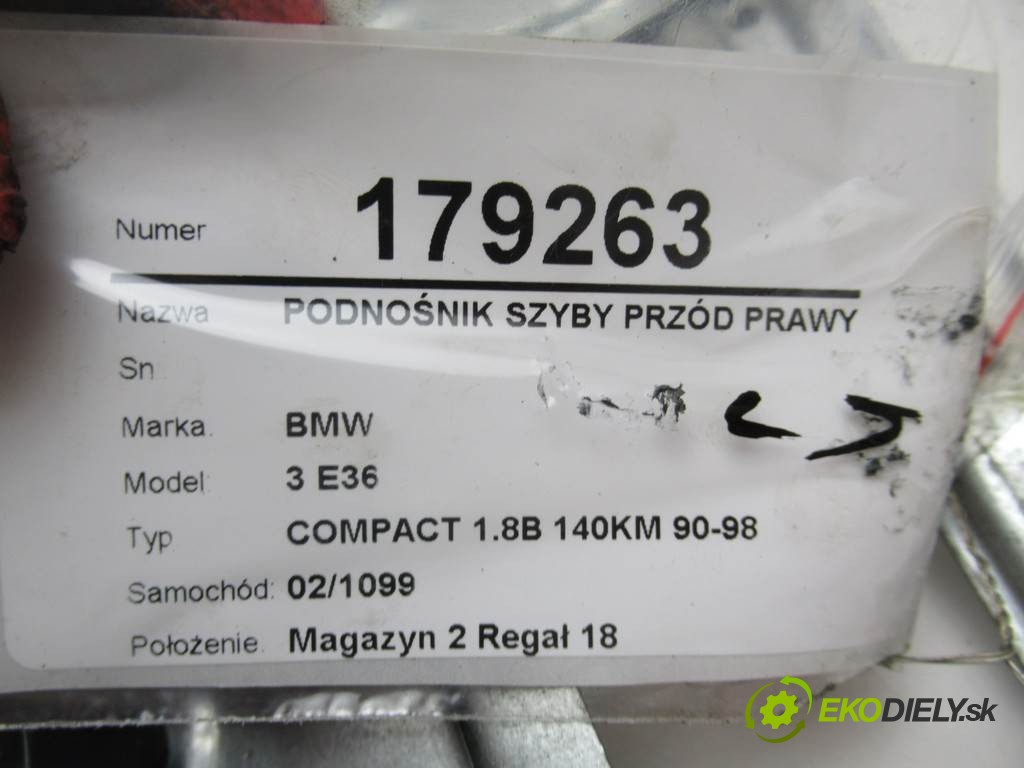 Numer 179263
Nazwa PODNOŚNIK SZYBY PRZÓD PRAWY
Sn
Marka. BMW
Model: 3 E36
Typ COMPACT 1.8B 140KM 90-98
Samochód: 02/1099
Położenie. Magazyn 2 Regał 18
EKODIELY.sk